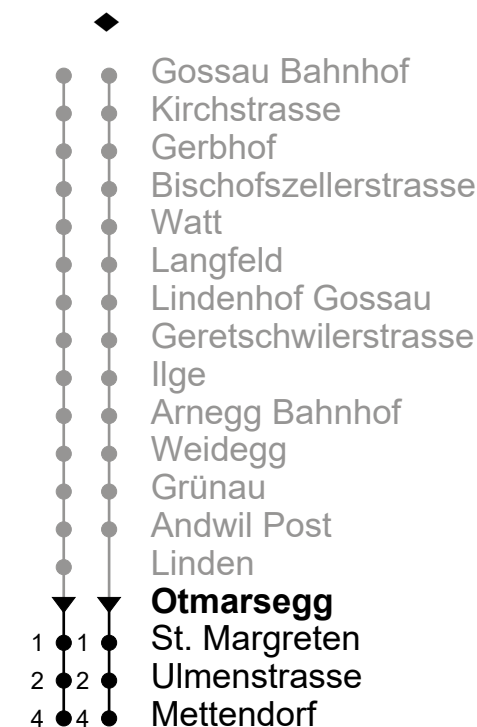 Gossau Bahnhof
Kirchstrasse
Gerbhof
Bischofszellerstrasse
Watt
Langfeld
Lindenhof Gossau
Geretschwilerstrasse
Ilge
Arnegg Bahnhof
Weidegg
Grünau
Andwil Post
Linden
Otmarsegg
1 1 St. Margreten
2 2 Ulmenstrasse
4 4 Mettendorf